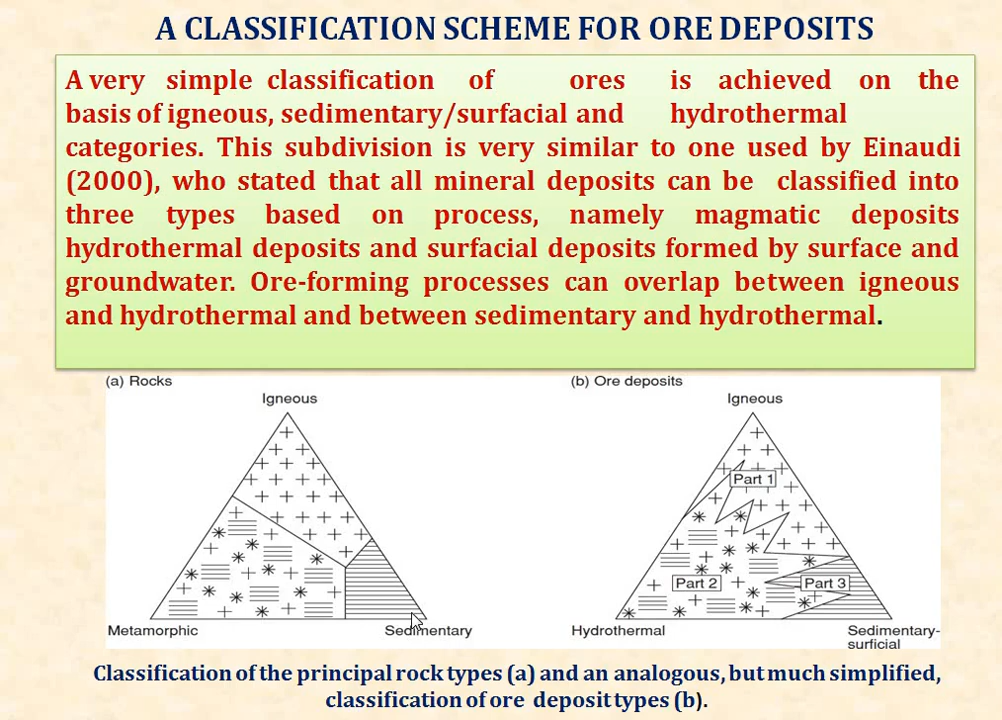 A CLASSIFICATION SCHEME FOR ORE DEPOSITS
A very simple classification of ores is achieved on the
basis of igneous, sedimentary/surfacial and hydrothermal
categories. This subdivision is very similar to one used by Einaudi
(2000), who stated that all mineral deposits can be classified into
three types based on process, namely magmatic deposits
hydrothermal deposits and surfacial deposits formed by surface and
groundwater. Ore-forming processes can overlap between igneous
and hydrothermal and between sedimentary and hydrothermal.
(a) Rocks
Igneous
Metamorphic
Sedimentary
(b) Ore deposits
Igneous
Part 1
Part 2
Part 3
Hydrothermal
Sedimentary-
surficial
Classification of the principal rock types (a) and an analogous, but much simplified,
classification of ore deposit types (b).